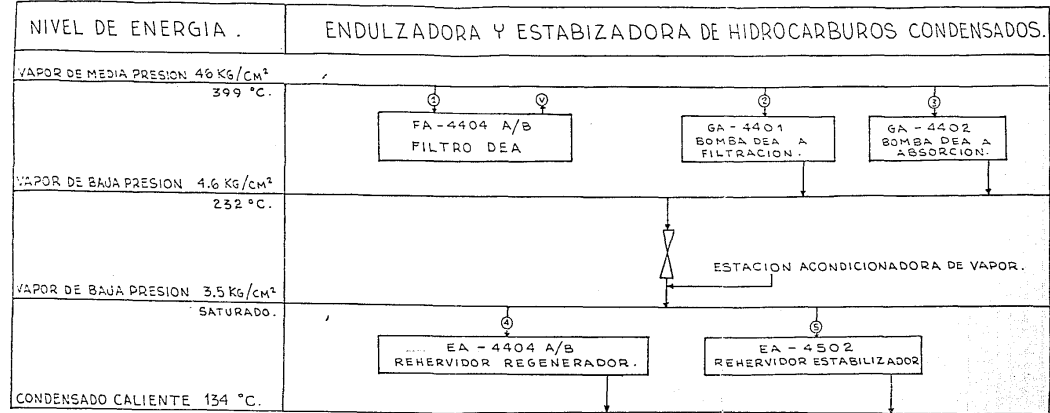 NIVEL DE ENERGIA .
ENDULZADORA Y ESTABIZADORA DE HIDROCARBUROS CONDENSADOS.
VAPOR DE MEDIA PRESION 46 KG/CM²
399 °C.
1
V
2
3
FA-4404 A/B
FILTRO DEA
GA - 4401
BOMBA DEA A
FILTRACION.
GA - 4402
BOMBA DEA A
ABSORCION.
VAPOR DE BAJA PRESION 4.6 KG/CM²
232 °C.
ESTACION ACONDICIONADORA DE VAPOR.
VAPOR DE BAJA PRESION 3.5 KG/CM²
SATURADO.
4
5
EA - 4404 A/B
REHERVIDOR REGENERADOR.
EA - 4502
REHERVIDOR ESTABILIZADOR
CONDENSADO CALIENTE 134 °C.